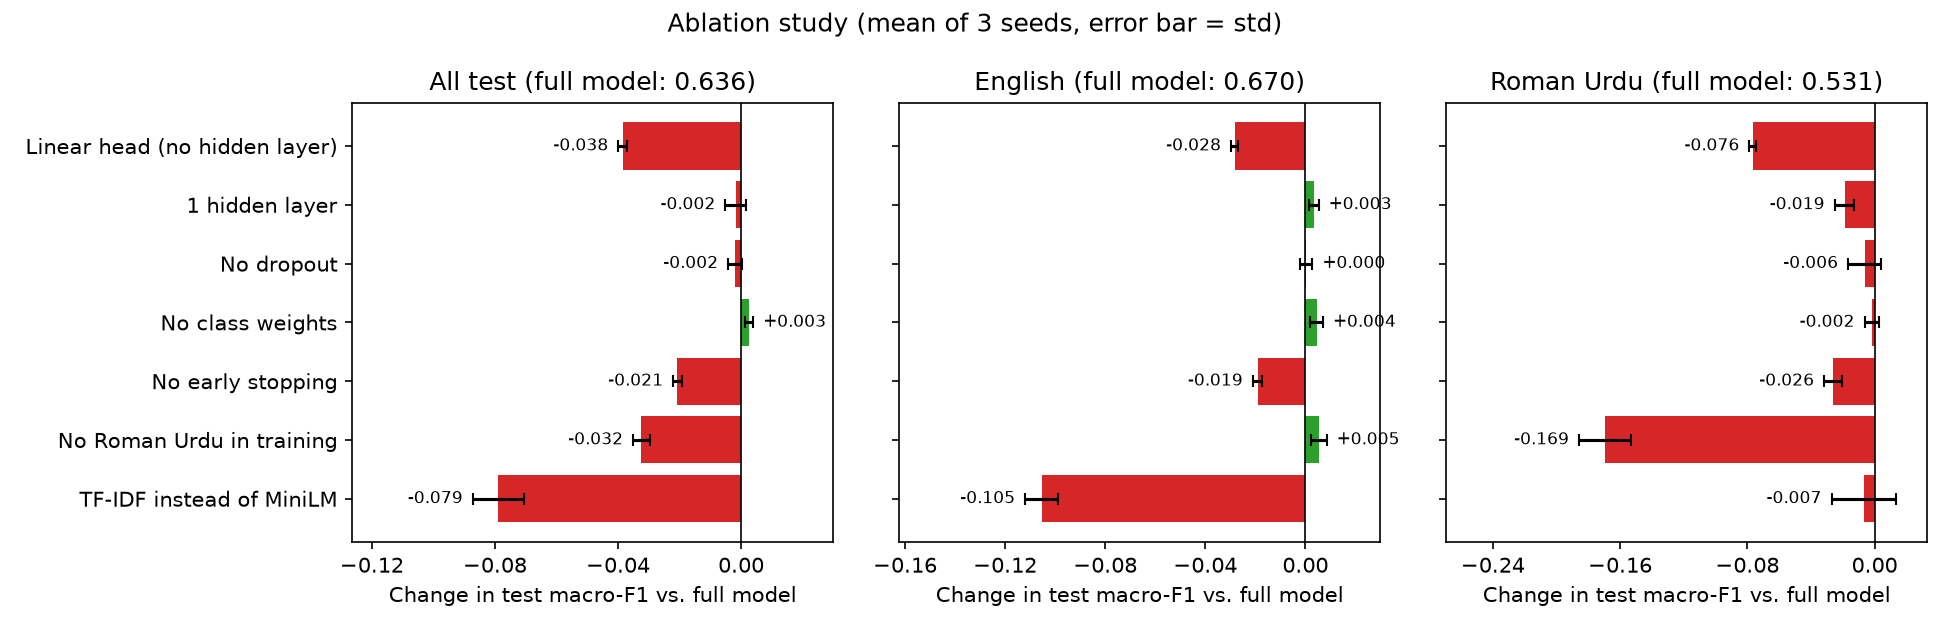 Ablation study (mean of 3 seeds, error bar = std)
All test (full model: 0.636)
English (full model: 0.670)
Roman Urdu (full model: 0.531)
Linear head (no hidden layer)
-0.038
-0.028
-0.076
1 hidden layer
-0.002
+0.003
-0.019
No dropout
-0.002
+0.000
-0.006
No class weights
+0.003
+0.004
-0.002
No early stopping
-0.021
-0.019
-0.026
No Roman Urdu in training
-0.032
+0.005
-0.169
TF-IDF instead of MiniLM
-0.079
-0.105
-0.007
−0.12 −0.08 −0.04 0.00
−0.16 −0.12 −0.08 −0.04 0.00
−0.24 −0.16 −0.08 0.00
Change in test macro-F1 vs. full model
Change in test macro-F1 vs. full model
Change in test macro-F1 vs. full model